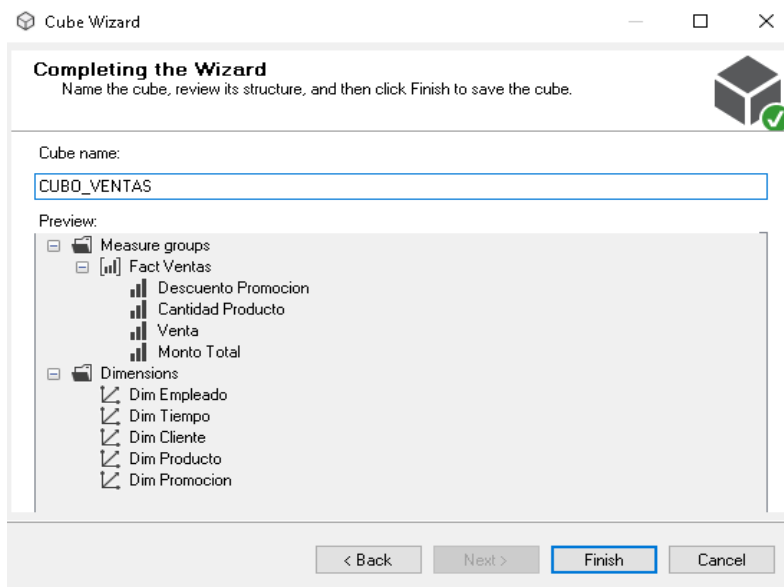 Cube Wizard
Completing the Wizard
Name the cube, review its structure, and then click Finish to save the cube.
Cube name:
CUBO_VENTAS
Preview:
Measure groups
Fact Ventas
Descuento Promocion
Cantidad Producto
Venta
Monto Total
Dimensions
Dim Empleado
Dim Tiempo
Dim Cliente
Dim Producto
Dim Promocion
< Back
Next >
Finish
Cancel